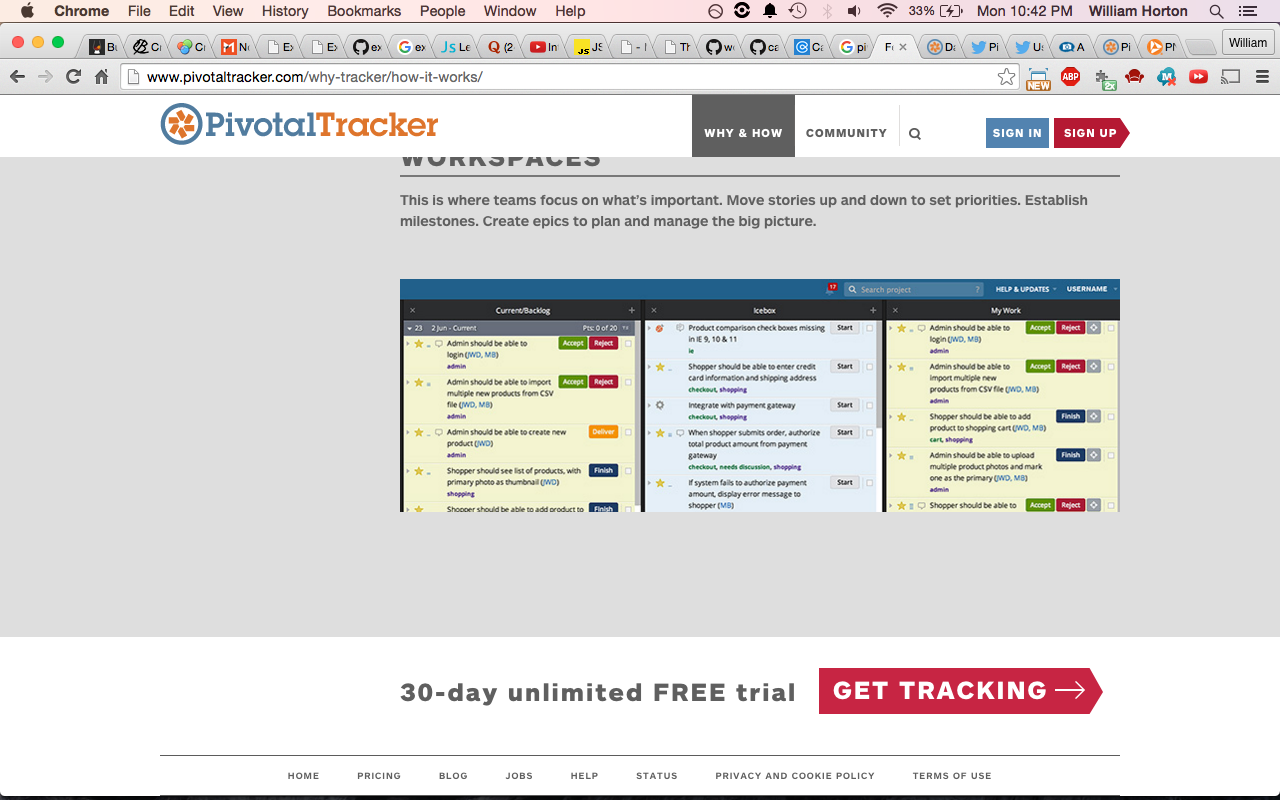 Chrome File Edit View History Bookmarks People Window Help 33% Mon 10:42 PM William Horton
Bu Cr Cr No Ex Ex ex ex Le Q (2 In JS - I Th we ca Ca pi Fe Da Pi Us A Pi Ph William
www.pivotaltracker.com/why-tracker/how-it-works/ NEW ABP 2x
PivotalTracker WHY & HOW COMMUNITY SIGN IN SIGN UP
WORKSPACES
This is where teams focus on what's important. Move stories up and down to set priorities. Establish
milestones. Create epics to plan and manage the big picture.
17 Search project ? HELP & UPDATES USERNAME
Current/Backlog
23 2 Jun - Current Pts: 0 of 20
Admin should be able to Accept Reject
login (JWD, MB)
admin
Admin should be able to import Accept Reject
multiple new products from CSV
file (JWD, MB)
admin
Admin should be able to create new Deliver
product (JWD)
admin
Shopper should see list of products, with Finish
primary photo as thumbnail (JWD)
shopping
Shopper should be able to add product to Finish
Icebox
Product comparison check boxes missing Start
in IE 9, 10 & 11
ie
Shopper should be able to enter credit Start
card information and shipping address
checkout, shopping
Integrate with payment gateway Start
checkout, shopping
When shopper submits order, authorize Start
total product amount from payment
gateway
checkout, needs discussion, shopping
If system fails to authorize payment Start
amount, display error message to
shopper (MB)
My Work
Admin should be able to Accept Reject
login (JWD, MB)
admin
Admin should be able to Accept Reject
import multiple new
products from CSV file (JWD, MB)
admin
Shopper should be able to add Finish
product to shopping cart (JWD, MB)
cart, shopping
Admin should be able to upload Finish
multiple product photos and mark
one as the primary (JWD, MB)
admin
Shopper should be able to Accept Reject
30-day unlimited FREE trial GET TRACKING
HOME PRICING BLOG JOBS HELP STATUS PRIVACY AND COOKIE POLICY TERMS OF USE